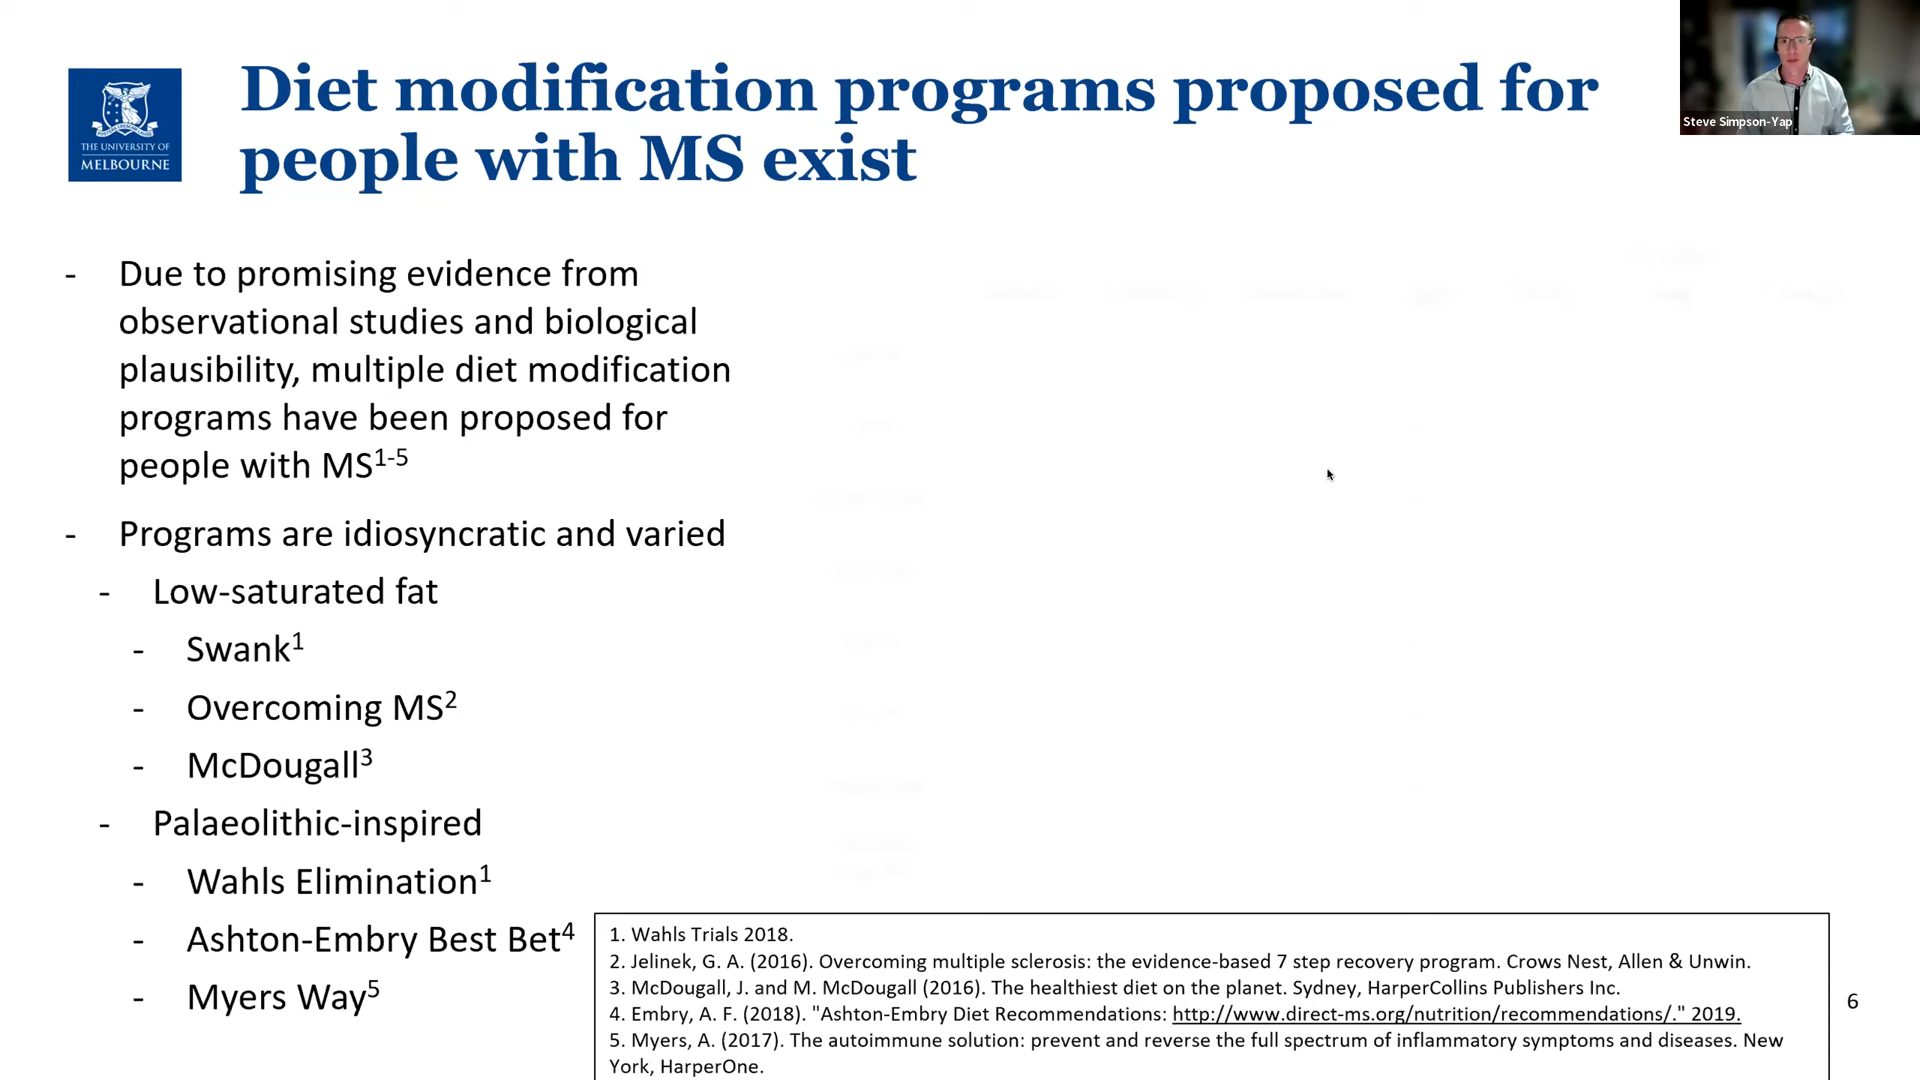 Diet modification programs proposed for
people with MS exist
THE UNIVERSITY OF
MELBOURNE
Steve Simpson-Yap
- Due to promising evidence from
observational studies and biological
plausibility, multiple diet modification
programs have been proposed for
people with MS1-5
- Programs are idiosyncratic and varied
- Low-saturated fat
- Swank1
- Overcoming MS2
- McDougall3
- Palaeolithic-inspired
- Wahls Elimination1
- Ashton-Embry Best Bet4
- Myers Way5
1. Wahls Trials 2018.
2. Jelinek, G. A. (2016). Overcoming multiple sclerosis: the evidence-based 7 step recovery program. Crows Nest, Allen & Unwin.
3. McDougall, J. and M. McDougall (2016). The healthiest diet on the planet. Sydney, HarperCollins Publishers Inc.
4. Embry, A. F. (2018). "Ashton-Embry Diet Recommendations: http://www.direct-ms.org/nutrition/recommendations/." 2019.
5. Myers, A. (2017). The autoimmune solution: prevent and reverse the full spectrum of inflammatory symptoms and diseases. New
York, HarperOne.
6